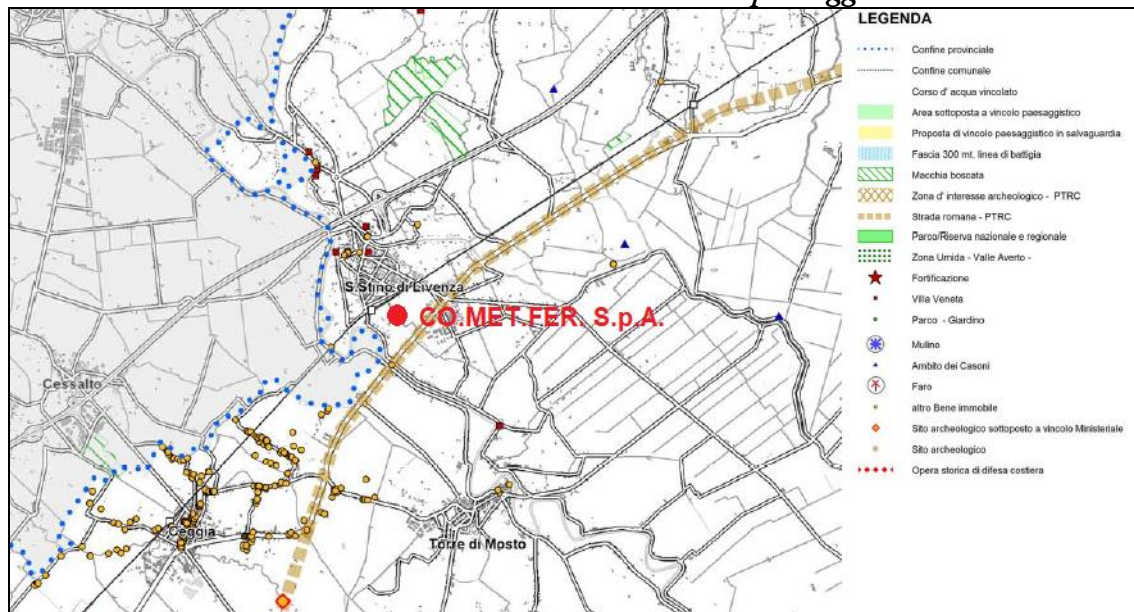 LEGENDA
Confine provinciale
Confine comunale
Corso d' acqua vincolato
Area sottoposta a vincolo paesaggistico
Proposta di vincolo paesaggistico in salvaguardia
Fascia 300 mt. linea di battigia
Macchia boscata
Zona d' interesse archeologico - PTRC
Strada romana - PTRC
Parco/Riserva nazionale e regionale
Zona Umida - Valle Averto -
Fortificazione
Villa Veneta
Parco - Giardino
Mulino
Ambito dei Casoni
Faro
altro Bene immobile
Sito archeologico sottoposto a vincolo Ministeriale
Sito archeologico
Opera storica di difesa costiera
S.Stino di Livenza
CO.MET.FER. S.p.A.
Cessalto
Ceggia
Torre di Mosto